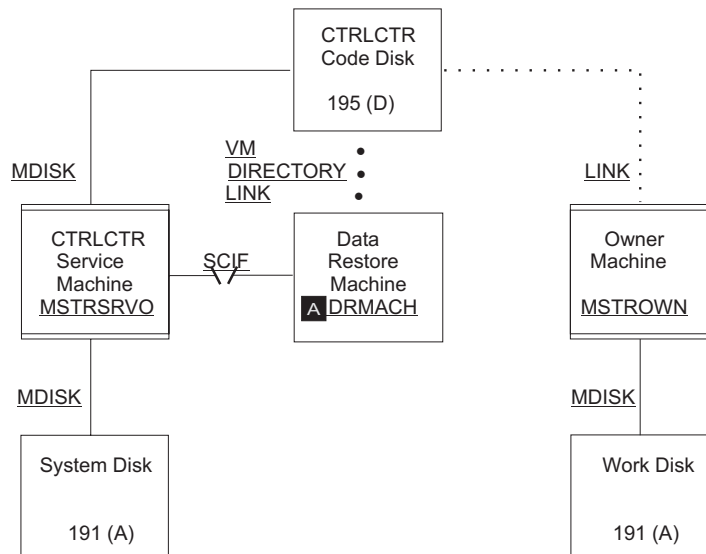 CTRLCTR
Code Disk
195 (D)
VM
DIRECTORY
LINK
MDISK
LINK
CTRLCTR
Service
Machine
MSTRSRVO
SCIF
Data
Restore
Machine
A DRMACH
Owner
Machine
MSTROWN
MDISK
MDISK
System Disk
191 (A)
Work Disk
191 (A)